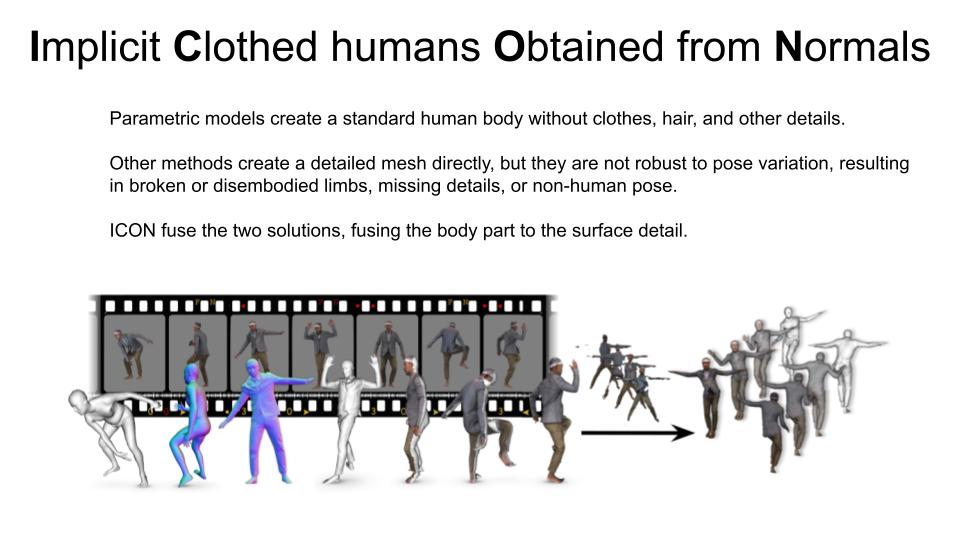 Implicit Clothed humans Obtained from Normals
Parametric models create a standard human body without clothes, hair, and other details.
Other methods create a detailed mesh directly, but they are not robust to pose variation, resulting
in broken or disembodied limbs, missing details, or non-human pose.
ICON fuse the two solutions, fusing the body part to the surface detail.